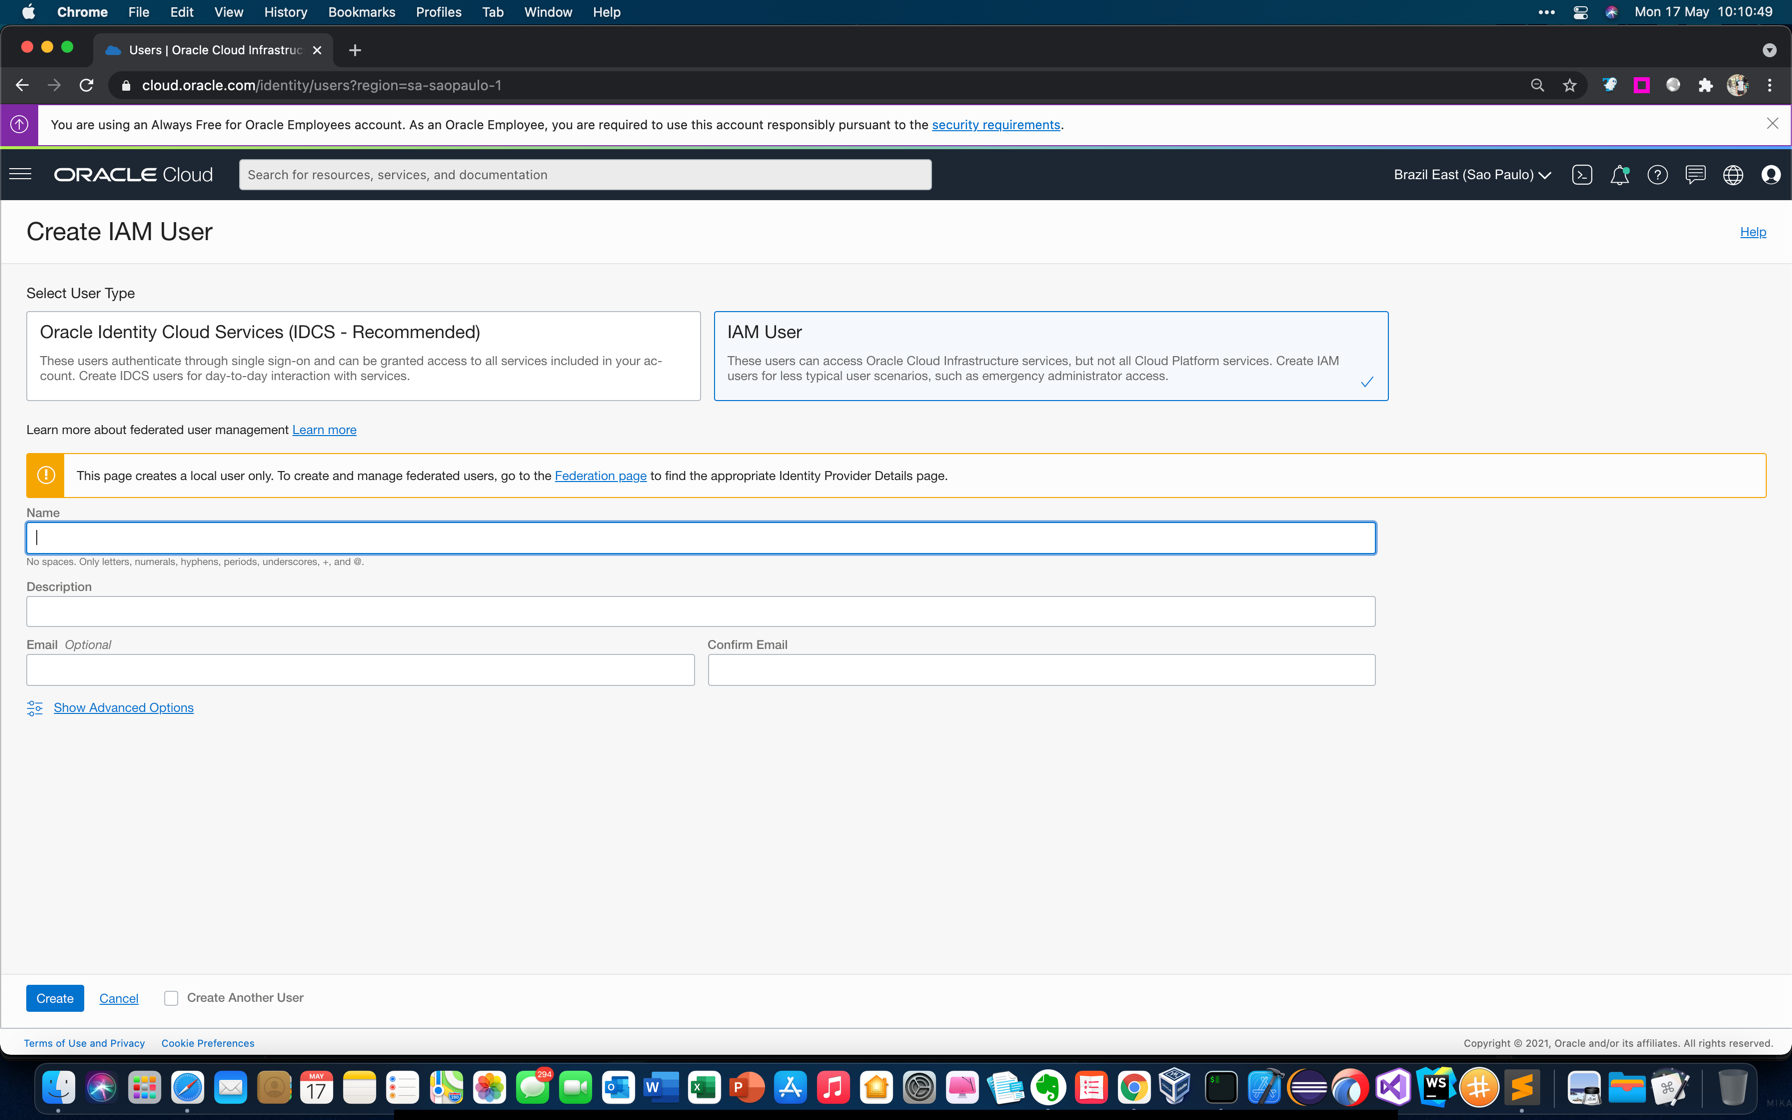 Chrome File Edit View History Bookmarks Profiles Tab Window Help
Mon 17 May 10:10:49
Users | Oracle Cloud Infrastruc
cloud.oracle.com/identity/users?region=sa-saopaulo-1
You are using an Always Free for Oracle Employees account. As an Oracle Employee, you are required to use this account responsibly pursuant to the security requirements.
ORACLE Cloud
Search for resources, services, and documentation
Brazil East (Sao Paulo)
Create IAM User
Help
Select User Type
Oracle Identity Cloud Services (IDCS - Recommended)
These users authenticate through single sign-on and can be granted access to all services included in your ac-
count. Create IDCS users for day-to-day interaction with services.
IAM User
These users can access Oracle Cloud Infrastructure services, but not all Cloud Platform services. Create IAM
users for less typical user scenarios, such as emergency administrator access.
Learn more about federated user management Learn more
This page creates a local user only. To create and manage federated users, go to the Federation page to find the appropriate Identity Provider Details page.
Name
No spaces. Only letters, numerals, hyphens, periods, underscores, +, and @.
Description
Email Optional
Confirm Email
Show Advanced Options
Create Cancel Create Another User
Terms of Use and Privacy Cookie Preferences
Copyright © 2021, Oracle and/or its affiliates. All rights reserved.
MAY
17
294
W
X
P
WS